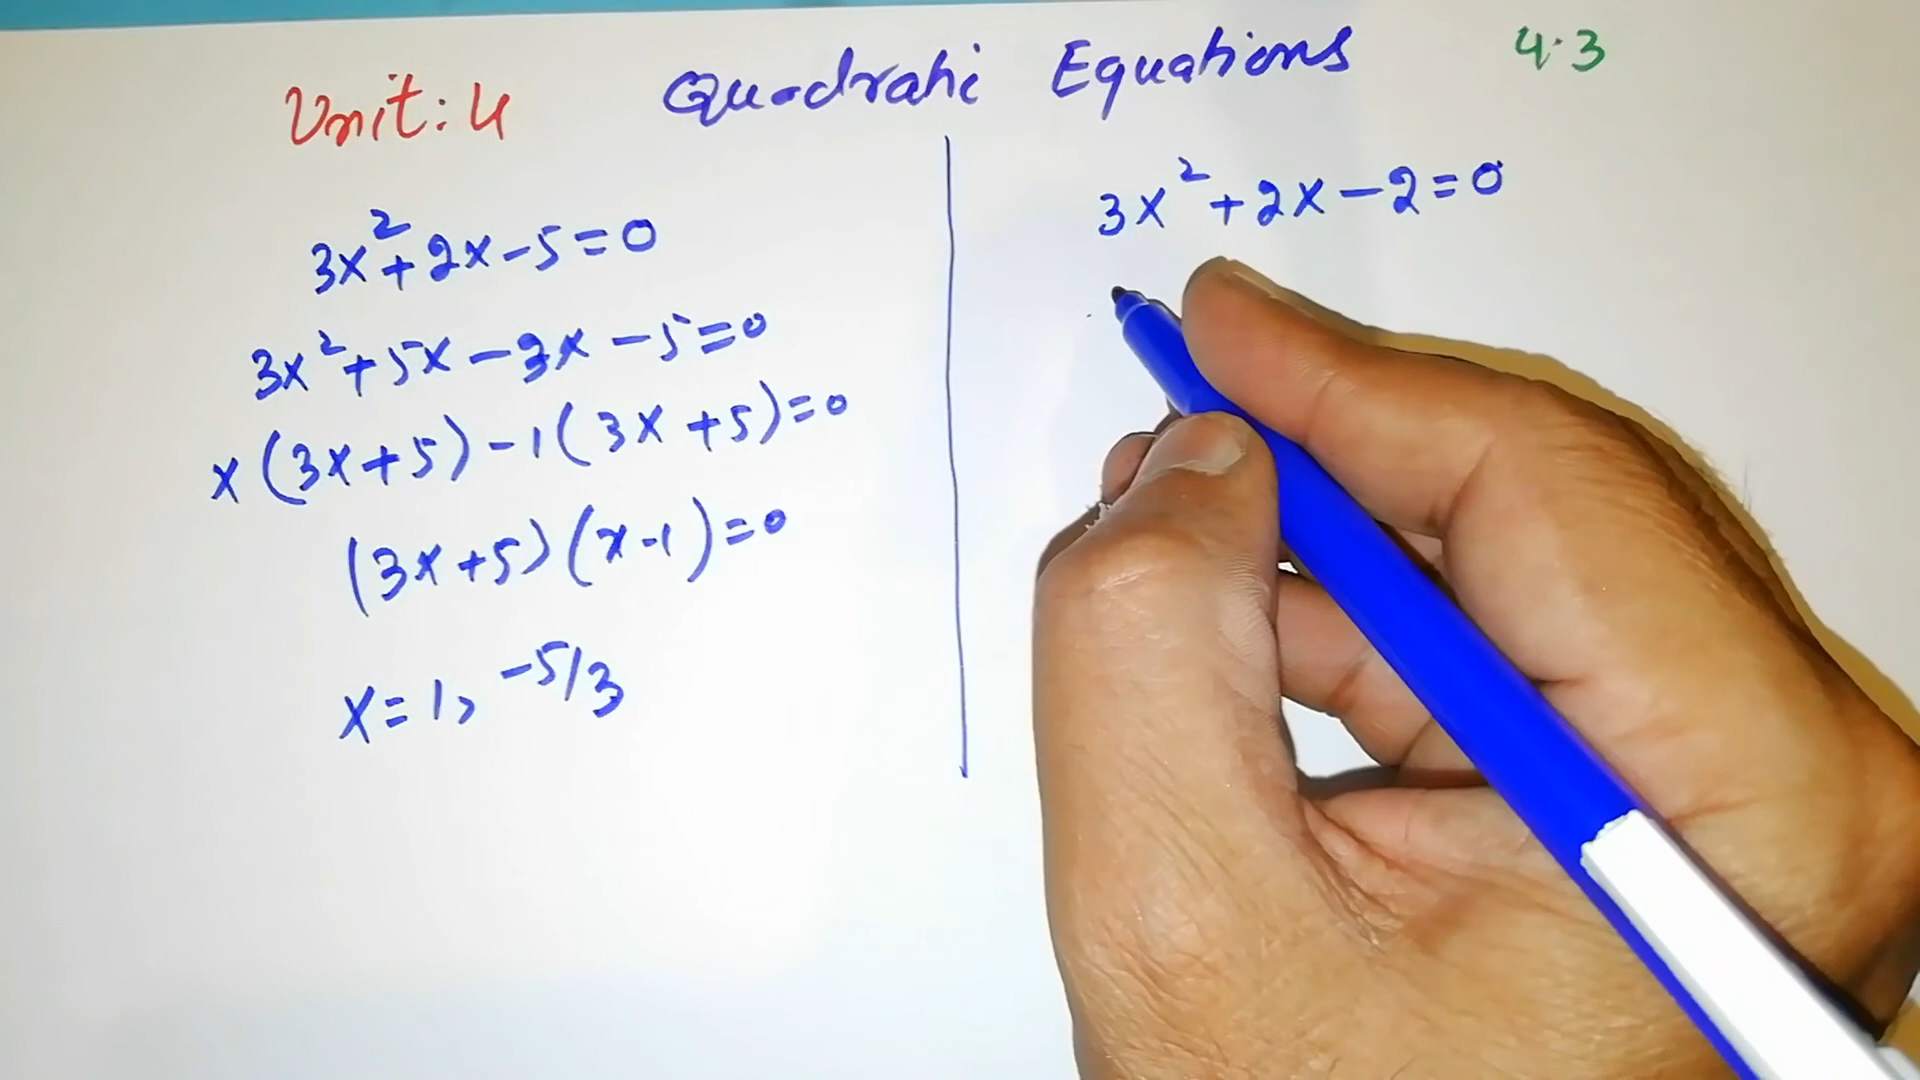 Unit: 4 Quadratic Equations 4.3
3x²+2x-5=0
3x²+5x-3x-5=0
x(3x+5)-1(3x+5)=0
(3x+5)(x-1)=0
x=1, -5/3
3x²+2x-2=0